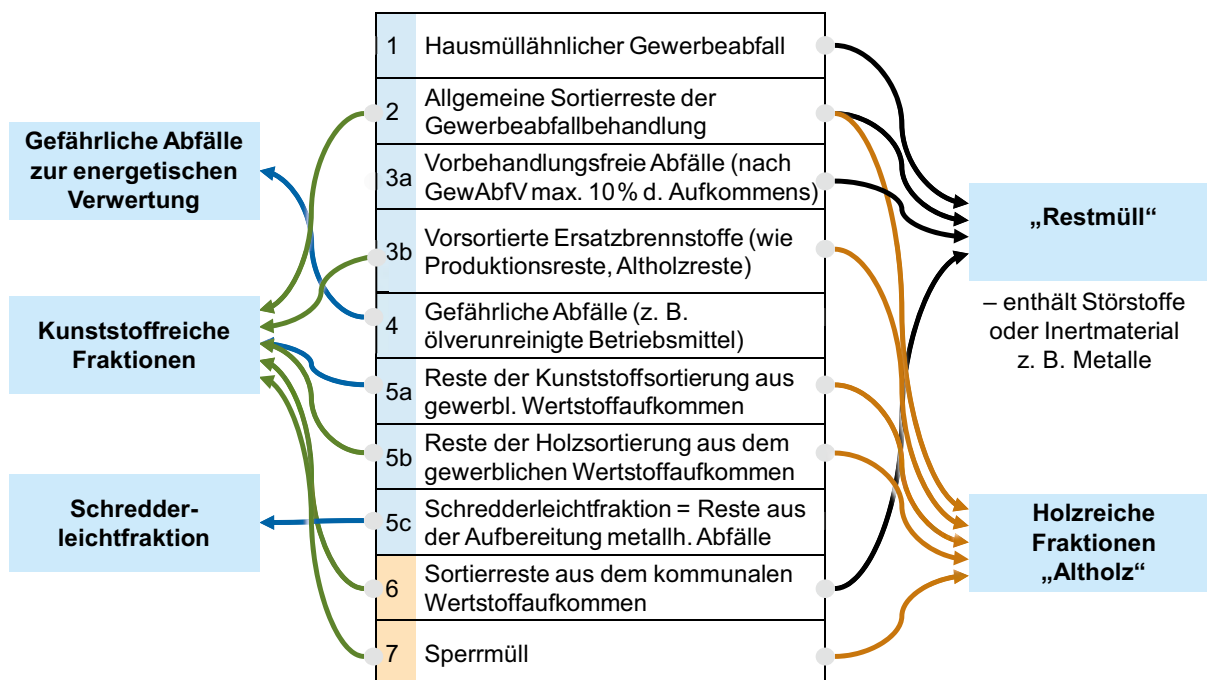 Gefährliche Abfälle
zur energetischen
Verwertung
Kunststoffreiche
Fraktionen
Schredder-
leichtfraktion
1 Hausmüllähnlicher Gewerbeabfall
2 Allgemeine Sortierreste der
Gewerbeabfallbehandlung
3a Vorbehandlungsfreie Abfälle (nach
GewAbfV max. 10% d. Aufkommens)
3b Vorsortierte Ersatzbrennstoffe (wie
Produktionsreste, Altholzreste)
4 Gefährliche Abfälle (z. B.
ölverunreinigte Betriebsmittel)
5a Reste der Kunststoffsortierung aus
gewerbl. Wertstoffaufkommen
5b Reste der Holzsortierung aus dem
gewerblichen Wertstoffaufkommen
5c Schredderleichtfraktion = Reste aus
der Aufbereitung metallh. Abfälle
6 Sortierreste aus dem kommunalen
Wertstoffaufkommen
7 Sperrmüll
„Restmüll“
– enthält Störstoffe
oder Inertmaterial
z. B. Metalle
Holzreiche
Fraktionen
„Altholz“